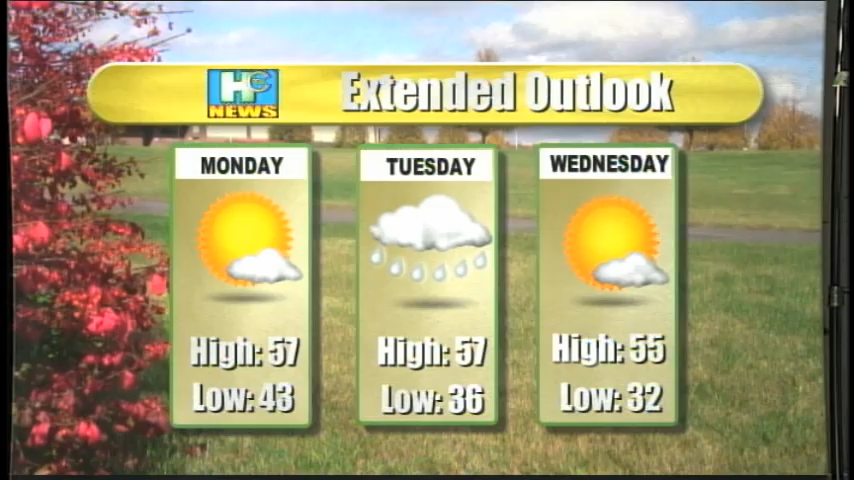 HC
NEWS
Extended Outlook
MONDAY
High: 57
Low: 43
TUESDAY
High: 57
Low: 36
WEDNESDAY
High: 55
Low: 32